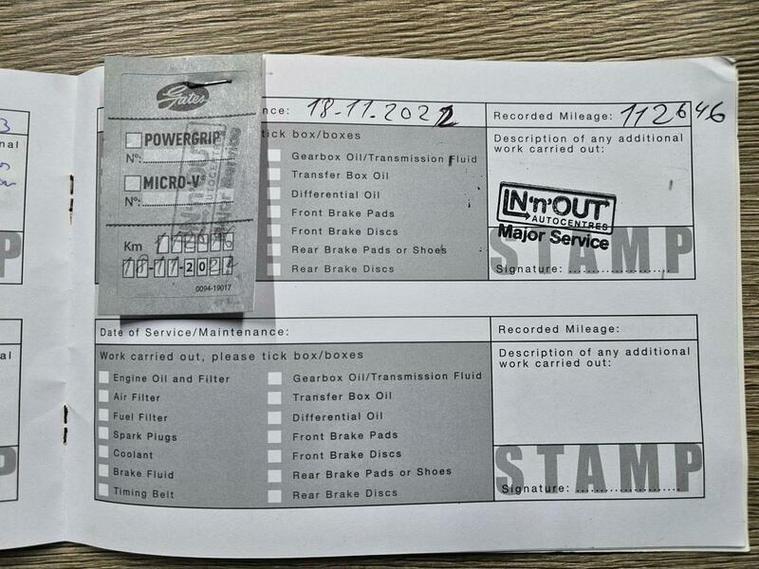 Gates
POWERGRIP
Nº:
MICRO-V
Nº:
Km 112646
18-11-2022
0094-19017
nce: 18-11.2022
Recorded Mileage: 112646
tick box/boxes
Gearbox Oil/Transmission Fluid
Transfer Box Oil
Differential Oil
Front Brake Pads
Front Brake Discs
Rear Brake Pads or Shoes
Rear Brake Discs
Description of any additional
work carried out:
IN'n'OUT
AUTOCENTRES
Major Service
STAMP
Signature:
Date of Service/Maintenance:
Recorded Mileage:
Work carried out, please tick box/boxes
Engine Oil and Filter
Air Filter
Fuel Filter
Spark Plugs
Coolant
Brake Fluid
Timing Belt
Gearbox Oil/Transmission Fluid
Transfer Box Oil
Differential Oil
Front Brake Pads
Front Brake Discs
Rear Brake Pads or Shoes
Rear Brake Discs
Description of any additional
work carried out:
STAMP
Signature: